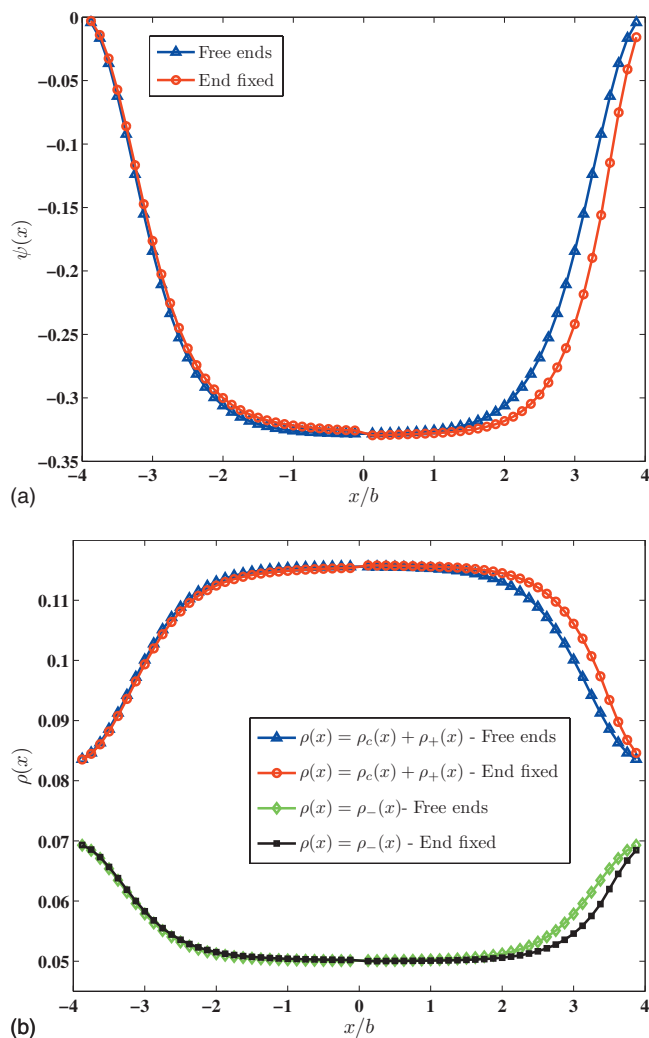 0
−0.05
−0.1
−0.15
−0.2
−0.25
−0.3
−0.35
ψ(x)
Free ends
End fixed
−4 −3 −2 −1 0 1 2 3 4
x/b
(a)
0.11
0.1
0.09
0.08
0.07
0.06
0.05
ρ(x)
ρ(x) = ρc(x) + ρ+(x) - Free ends
ρ(x) = ρc(x) + ρ+(x) - End fixed
ρ(x) = ρ−(x)- Free ends
ρ(x) = ρ−(x) - End fixed
−4 −3 −2 −1 0 1 2 3 4
x/b
(b)